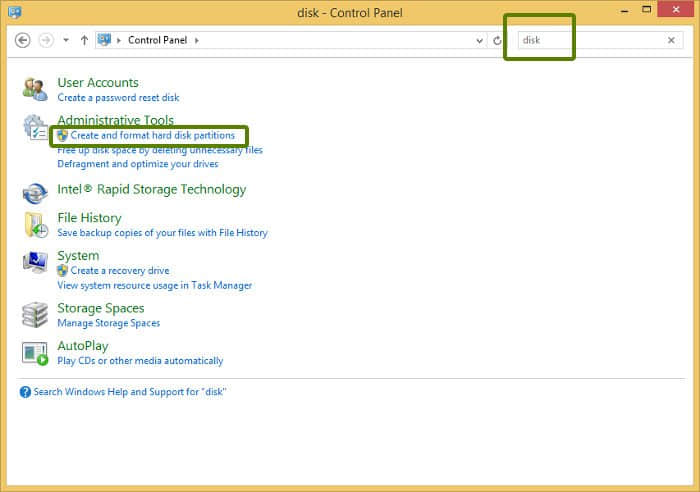 disk - Control Panel
Control Panel
disk
User Accounts
Create a password reset disk
Administrative Tools
Create and format hard disk partitions
Free up disk space by deleting unnecessary files
Defragment and optimize your drives
Intel® Rapid Storage Technology
File History
Save backup copies of your files with File History
System
Create a recovery drive
View system resource usage in Task Manager
Storage Spaces
Manage Storage Spaces
AutoPlay
Play CDs or other media automatically
Search Windows Help and Support for "disk"